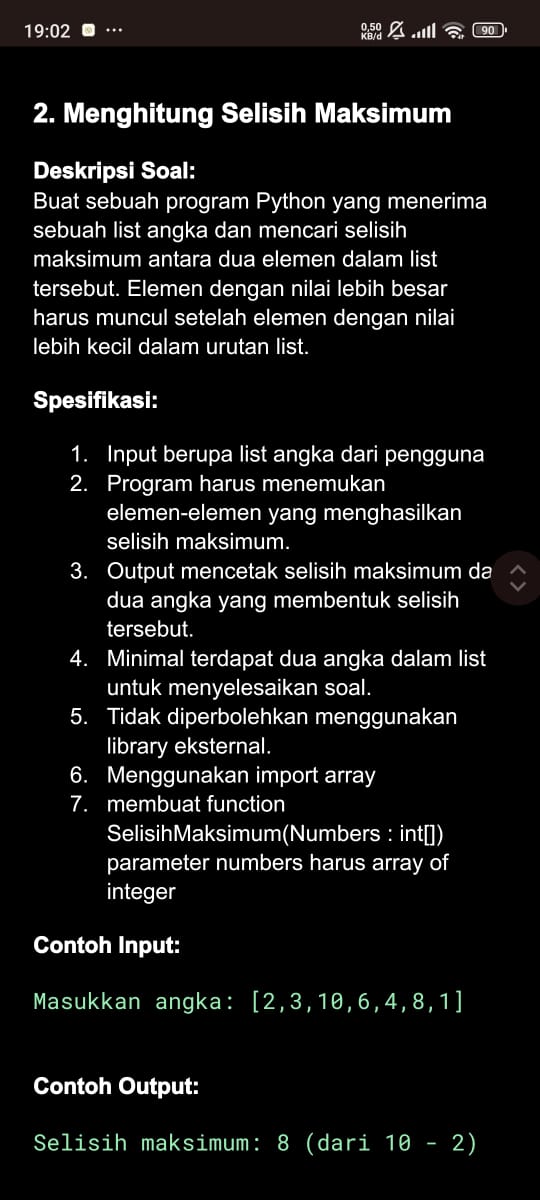 19:02
0,50
KB/d
90
2. Menghitung Selisih Maksimum
Deskripsi Soal:
Buat sebuah program Python yang menerima
sebuah list angka dan mencari selisih
maksimum antara dua elemen dalam list
tersebut. Elemen dengan nilai lebih besar
harus muncul setelah elemen dengan nilai
lebih kecil dalam urutan list.
Spesifikasi:
1. Input berupa list angka dari pengguna
2. Program harus menemukan
elemen-elemen yang menghasilkan
selisih maksimum.
3. Output mencetak selisih maksimum da
dua angka yang membentuk selisih
tersebut.
4. Minimal terdapat dua angka dalam list
untuk menyelesaikan soal.
5. Tidak diperbolehkan menggunakan
library eksternal.
6. Menggunakan import array
7. membuat function
SelisihMaksimum(Numbers : int[])
parameter numbers harus array of
integer
Contoh Input:
Masukkan angka: [2,3,10,6,4,8,1]
Contoh Output:
Selisih maksimum: 8 (dari 10 - 2)